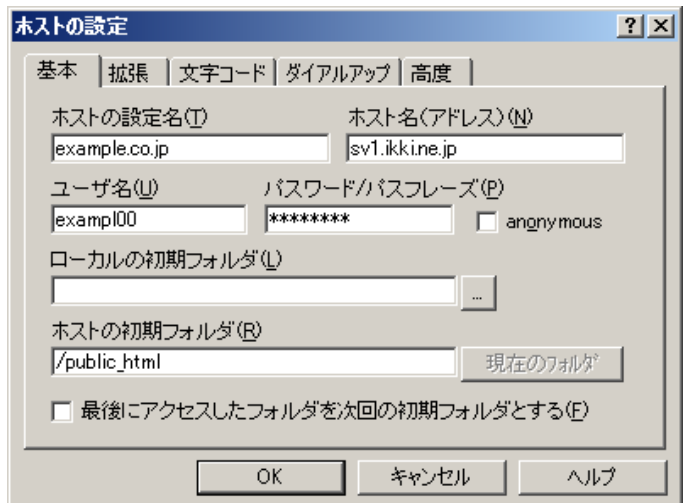 ホストの設定
基本 拡張 文字コード ダイアルアップ 高度
ホストの設定名(T) ホスト名(アドレス)(N)
example.co.jp sv1.ikki.ne.jp
ユーザ名(U) パスワード/パスフレーズ(P)
exampl00 ******** anonymous
ローカルの初期フォルダ(L)
...
ホストの初期フォルダ(R)
/public_html 現在のフォルダ
最後にアクセスしたフォルダを次回の初期フォルダとする(F)
OK キャンセル ヘルプ